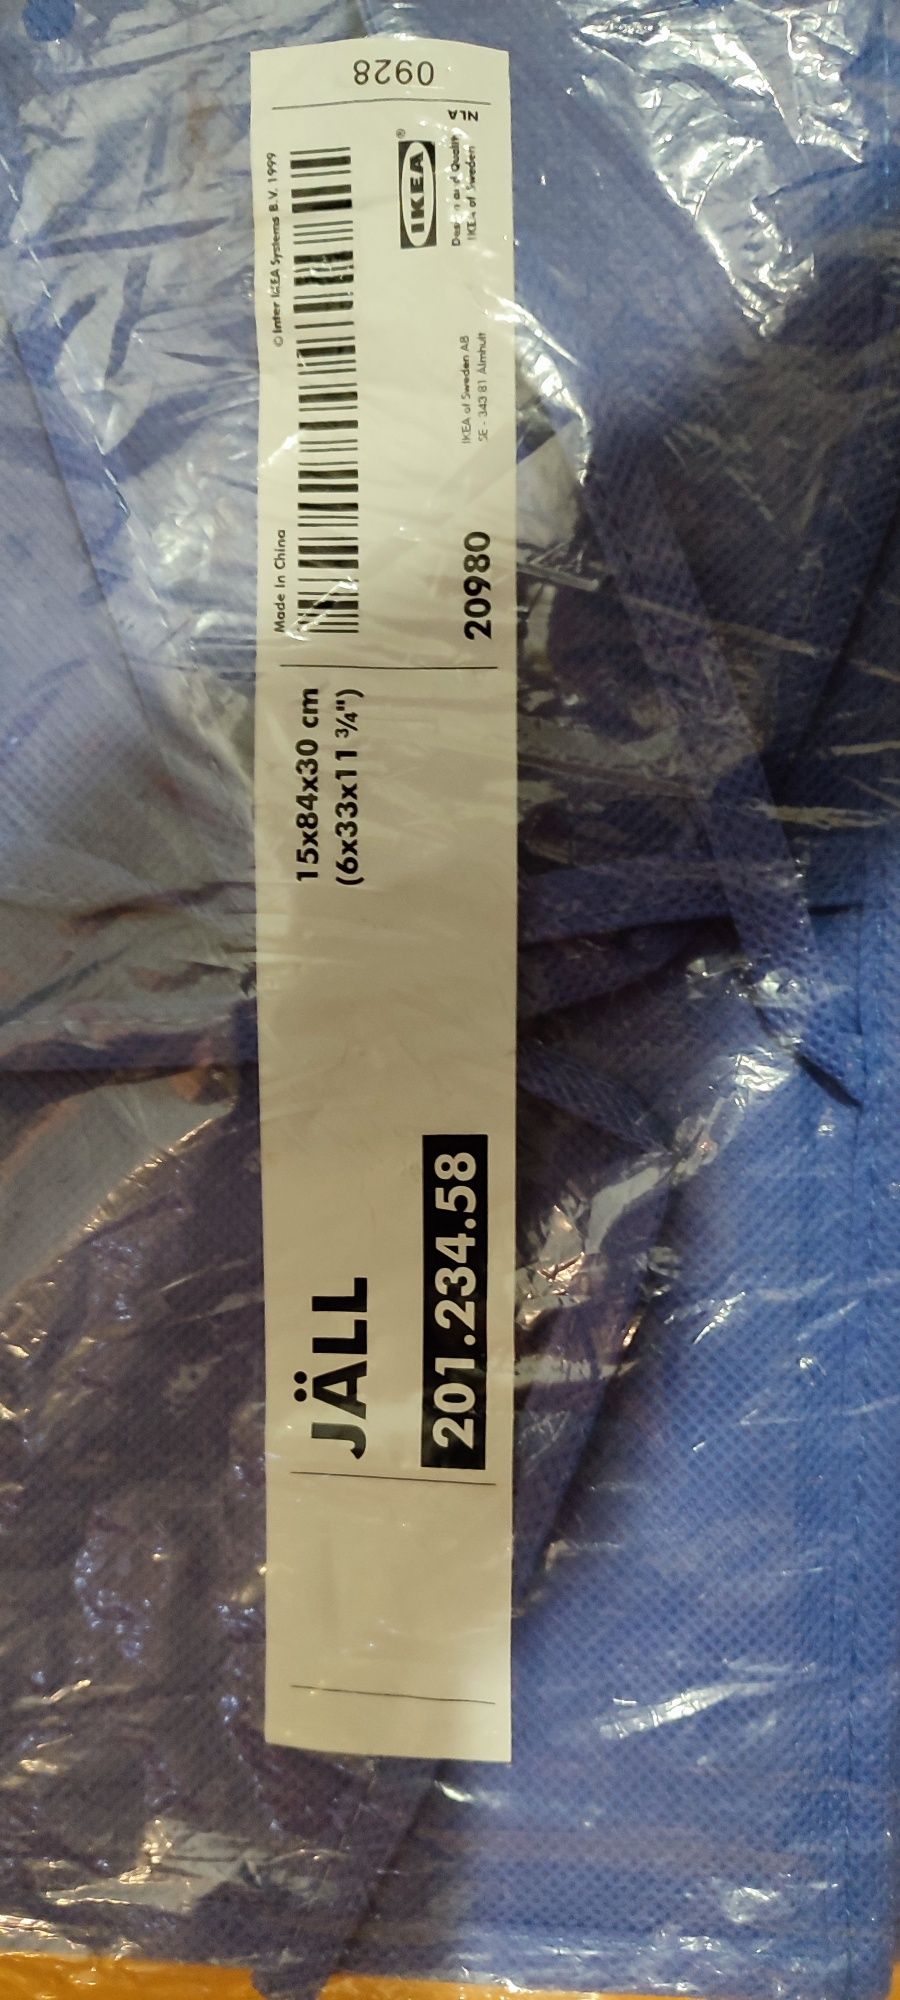 JÄLL
201.234.58
15x84x30 cm
(6x33x11 ¾")
Made in China
© Inter IKEA Systems B.V. 1999
20980
IKEA of Sweden AB
SE - 343 81 Älmhult
IKEA®
Design and Quality
IKEA of Sweden
ZLA
0928